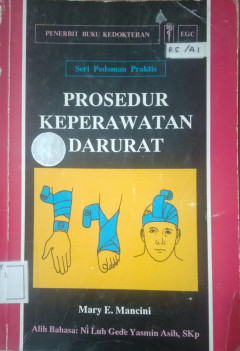 PENERBIT BUKU KEDOKTERAN
EGC
R.S /A1
Seri Pedoman Praktis
PROSEDUR
KEPERAWATAN
DARURAT
Mary E. Mancini
Alih Bahasa: Ni Luh Gede Yasmin Asih, SKp